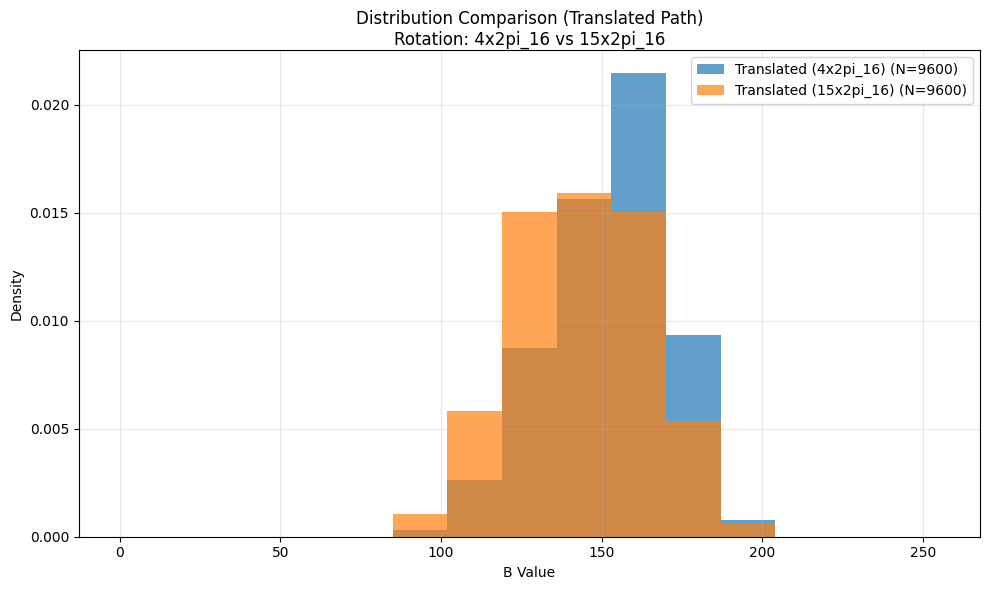 Distribution Comparison (Translated Path)
Rotation: 4x2pi_16 vs 15x2pi_16
Translated (4x2pi_16) (N=9600)
Translated (15x2pi_16) (N=9600)
0.020
0.015
0.010
0.005
0.000
Density
0 50 100 150 200 250
B Value